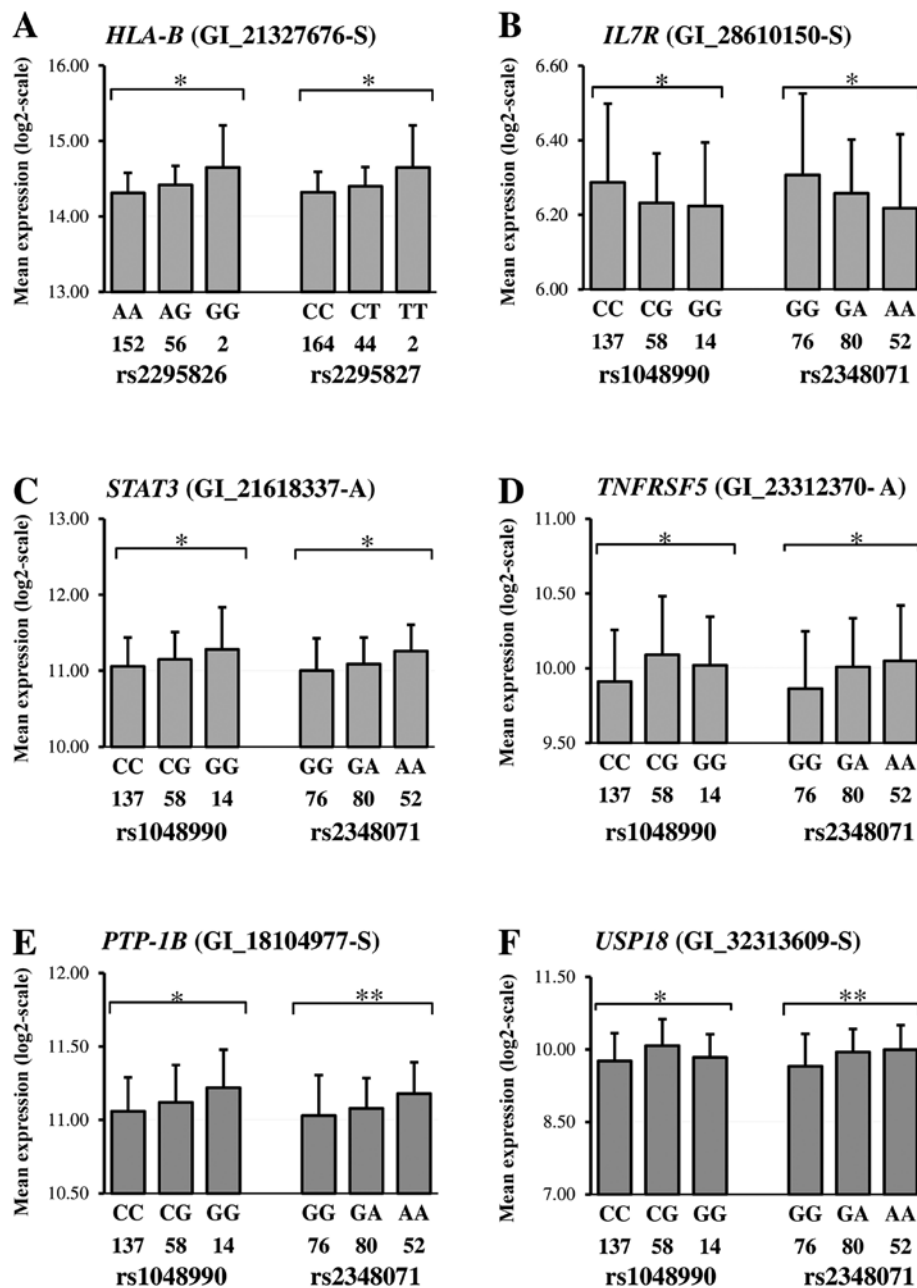 A HLA-B (GI_21327676-S)
Mean expression (log2-scale)
16.00
15.00
14.00
13.00
* *
AA AG GG CC CT TT
152 56 2 164 44 2
rs2295826 rs2295827
B IL7R (GI_28610150-S)
Mean expression (log2-scale)
6.60
6.40
6.20
6.00
* *
CC CG GG GG GA AA
137 58 14 76 80 52
rs1048990 rs2348071
C STAT3 (GI_21618337-A)
Mean expression (log2-scale)
13.00
12.00
11.00
10.00
* *
CC CG GG GG GA AA
137 58 14 76 80 52
rs1048990 rs2348071
D TNFRSF5 (GI_23312370- A)
Mean expression (log2-scale)
11.00
10.50
10.00
9.50
* *
CC CG GG GG GA AA
137 58 14 76 80 52
rs1048990 rs2348071
E PTP-1B (GI_18104977-S)
Mean expression (log2-scale)
12.00
11.50
11.00
10.50
* **
CC CG GG GG GA AA
137 58 14 76 80 52
rs1048990 rs2348071
F USP18 (GI_32313609-S)
Mean expression (log2-scale)
11.50
10.00
8.50
7.00
* **
CC CG GG GG GA AA
137 58 14 76 80 52
rs1048990 rs2348071